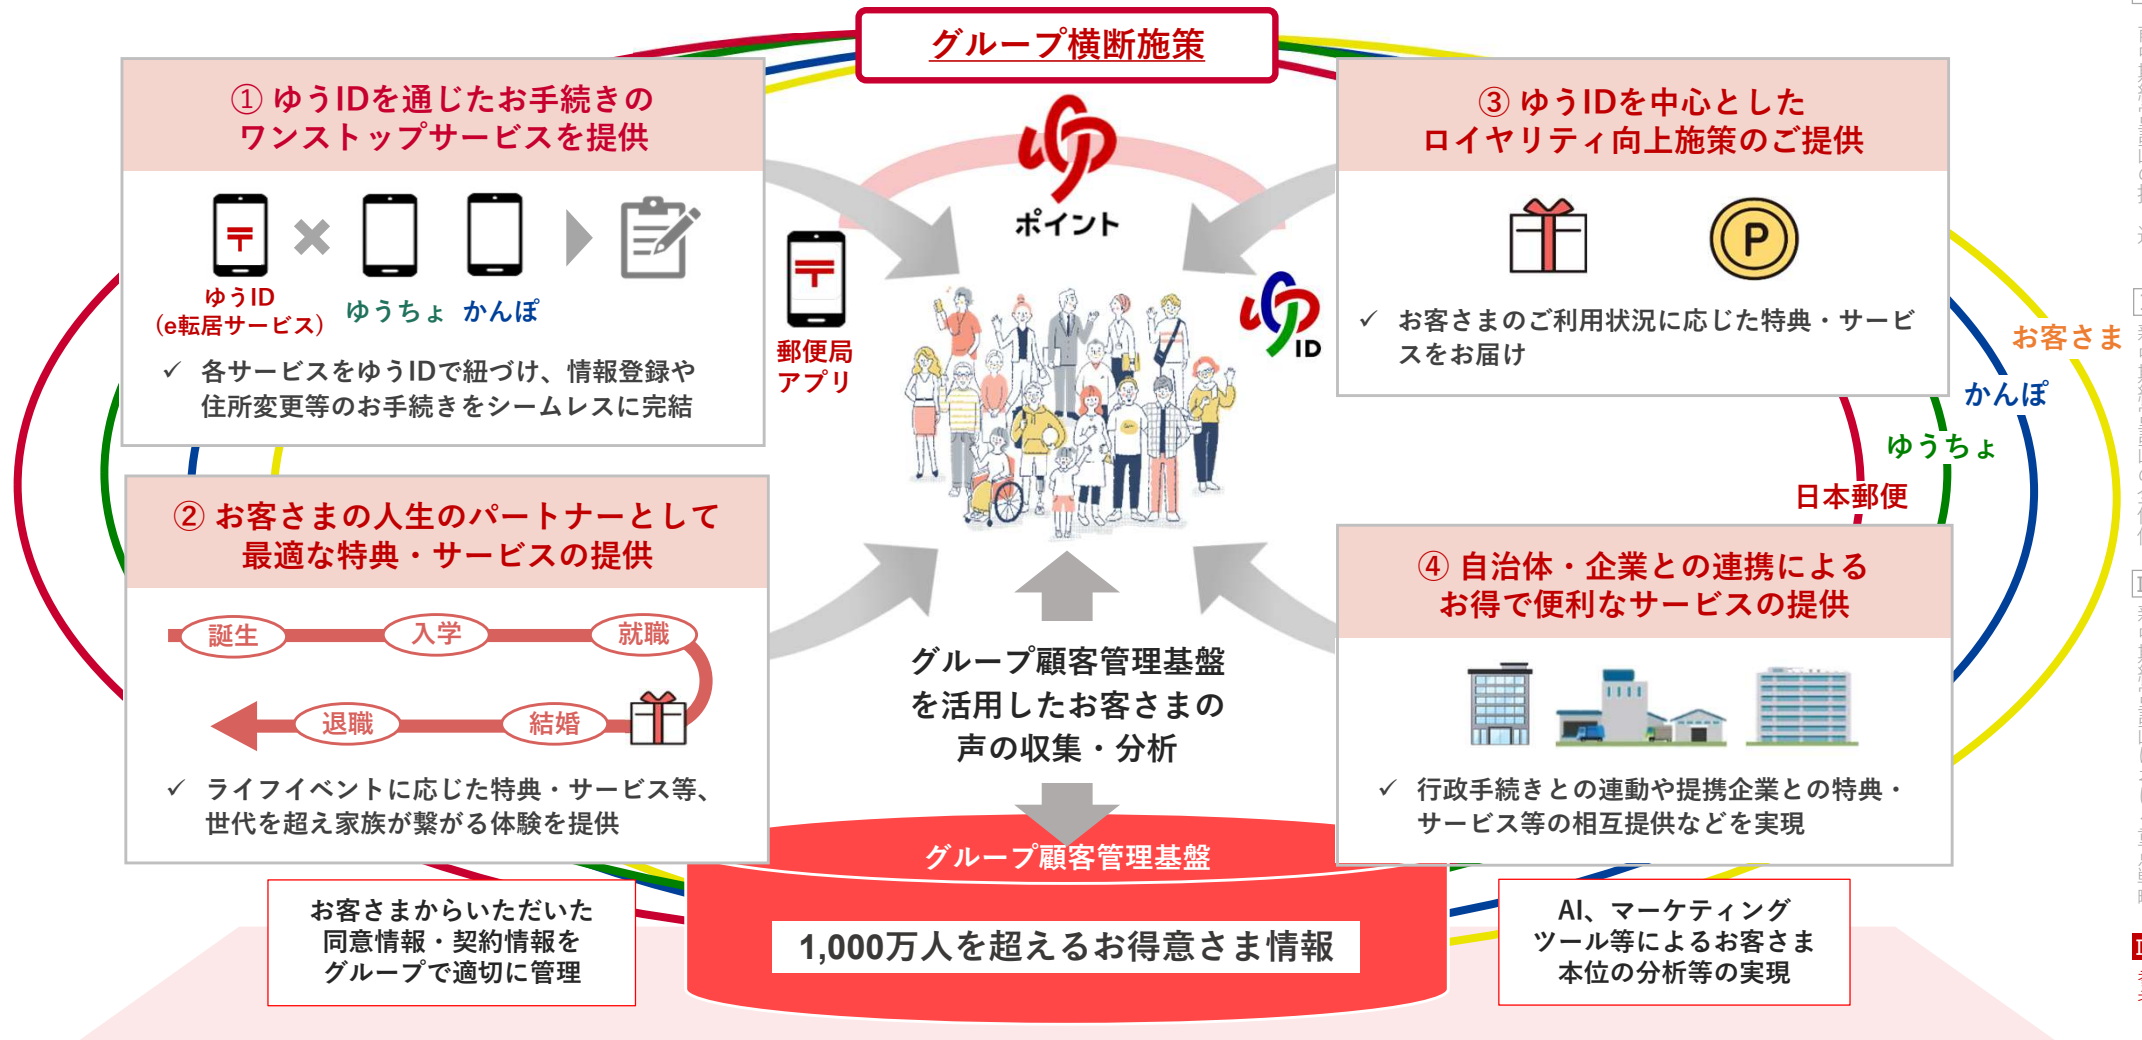 グループ横断施策
① ゆうIDを通じたお手続きの
ワンストップサービスを提供
ゆうID
(e転居サービス)
ゆうちょ
かんぽ
✓ 各サービスをゆうIDで紐づけ、情報登録や
住所変更等のお手続きをシームレスに完結
② お客さまの人生のパートナーとして
最適な特典・サービスの提供
誕生
入学
就職
結婚
退職
✓ ライフイベントに応じた特典・サービス等、
世代を超え家族が繋がる体験を提供
ゆう
ポイント
郵便局
アプリ
ゆう
ID
③ ゆうIDを中心とした
ロイヤリティ向上施策のご提供
P
✓ お客さまのご利用状況に応じた特典・サービ
スをお届け
お客さま
かんぽ
ゆうちょ
日本郵便
④ 自治体・企業との連携による
お得で便利なサービスの提供
✓ 行政手続きとの連動や提携企業との特典・
サービス等の相互提供などを実現
グループ顧客管理基盤
を活用したお客さまの
声の収集・分析
グループ顧客管理基盤
1,000万人を超えるお得意さま情報
お客さまからいただいた
同意情報・契約情報を
グループで適切に管理
AI、マーケティング
ツール等によるお客さま
本位の分析等の実現